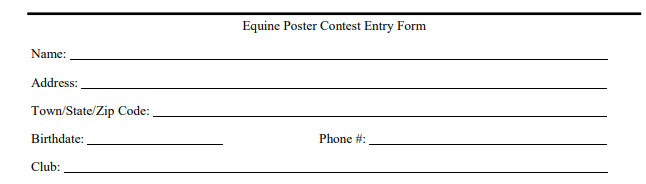 Equine Poster Contest Entry Form
Name:
Address:
Town/State/Zip Code:
Birthdate: Phone #:
Club: